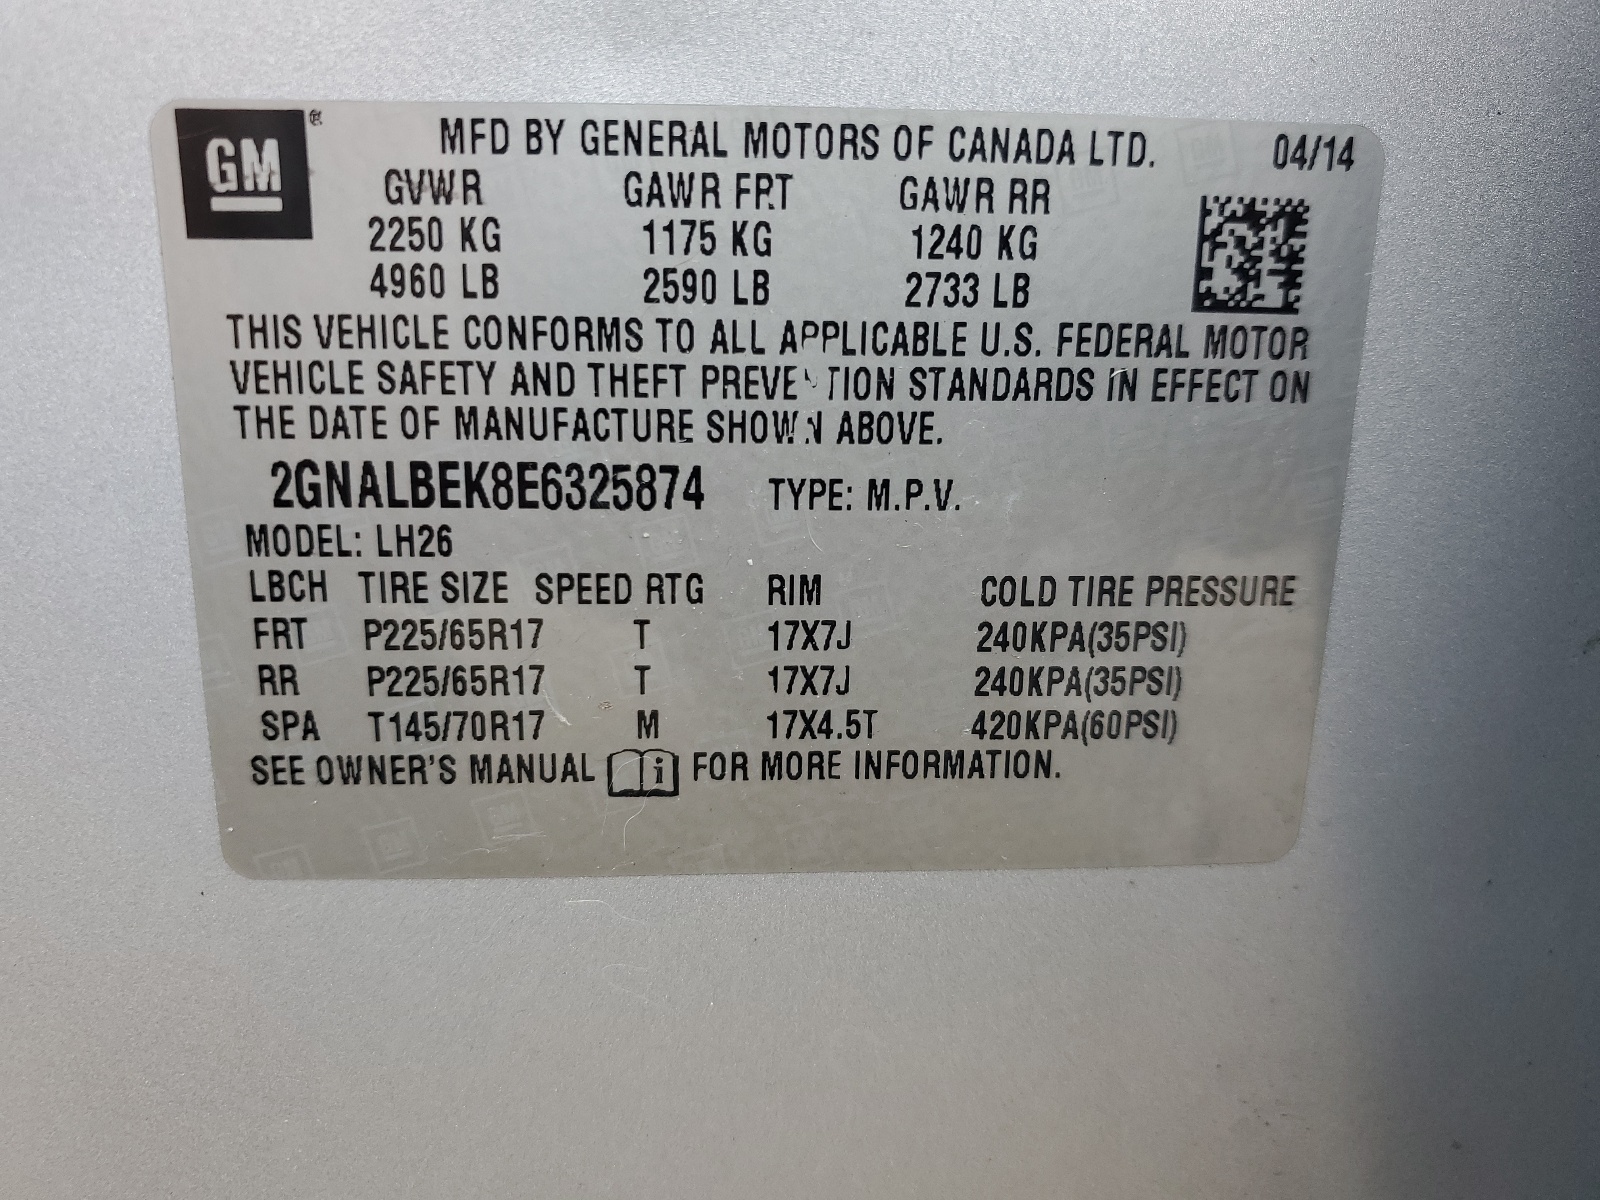 GM
MFD BY GENERAL MOTORS OF CANADA LTD. 04/14
GVWR GAWR FRT GAWR RR
2250 KG 1175 KG 1240 KG
4960 LB 2590 LB 2733 LB
THIS VEHICLE CONFORMS TO ALL APPLICABLE U.S. FEDERAL MOTOR
VEHICLE SAFETY AND THEFT PREVENTION STANDARDS IN EFFECT ON
THE DATE OF MANUFACTURE SHOWN ABOVE.
2GNALBEK8E6325874 TYPE: M.P.V.
MODEL: LH26
LBCH TIRE SIZE SPEED RTG RIM COLD TIRE PRESSURE
FRT P225/65R17 T 17X7J 240KPA(35PSI)
RR P225/65R17 T 17X7J 240KPA(35PSI)
SPA T145/70R17 M 17X4.5T 420KPA(60PSI)
SEE OWNER'S MANUAL i FOR MORE INFORMATION.